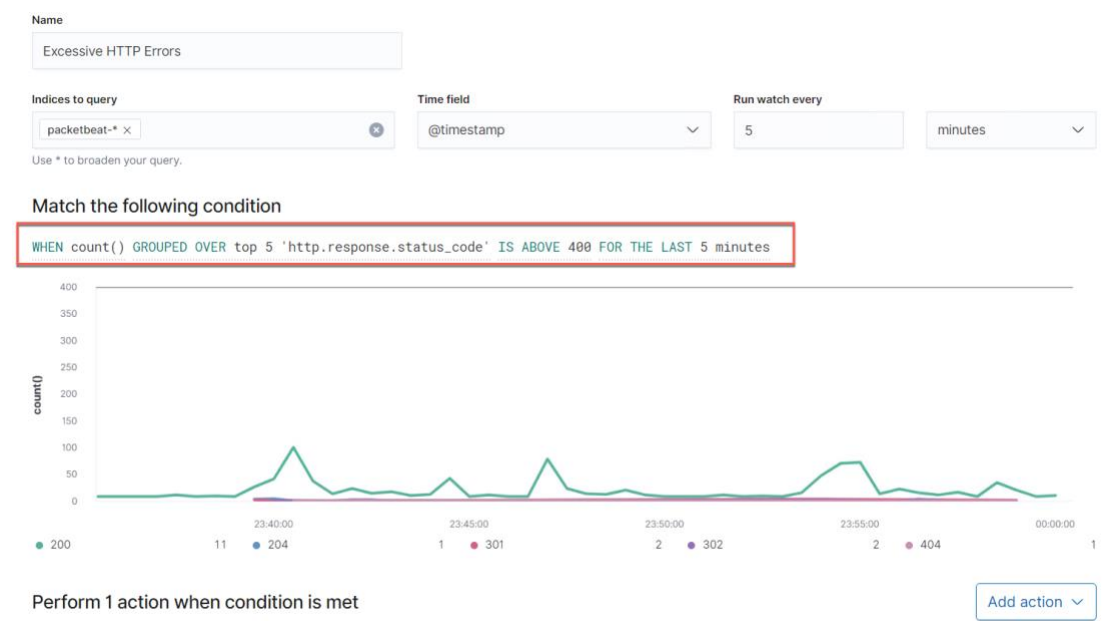 Name
Excessive HTTP Errors
Indices to query Time field Run watch every
packetbeat-* × @timestamp 5 minutes
Use * to broaden your query.
Match the following condition
WHEN count() GROUPED OVER top 5 'http.response.status_code' IS ABOVE 400 FOR THE LAST 5 minutes
400
350
300
250
200
150
100
50
0
count()
23:40:00 23:45:00 23:50:00 23:55:00 00:00:00
200 11 204 1 301 2 302 2 404 1
Perform 1 action when condition is met Add action